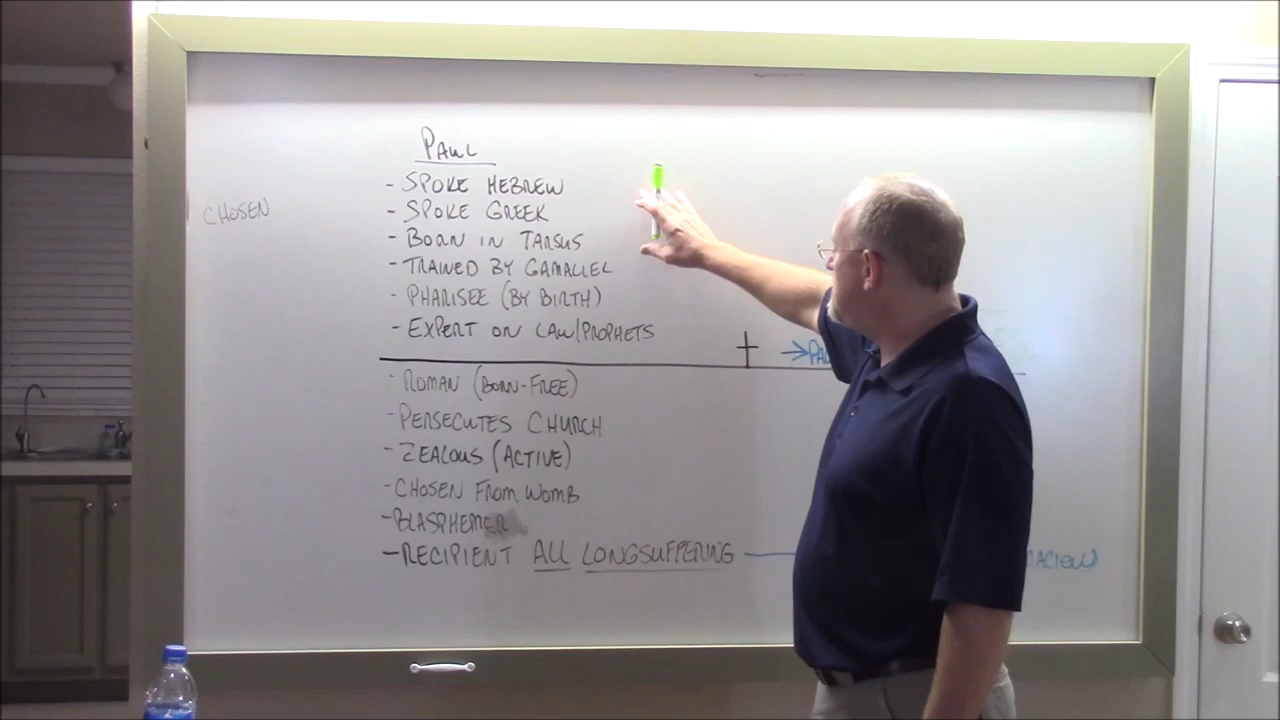 PAUL
- SPOKE HEBREW
CHOSEN
- SPOKE GREEK
- BORN IN TARSUS
- TRAINED BY GAMALIEL
- PHARISEE (BY BIRTH)
- EXPERT ON LAW/PROPHETS
- ROMAN (BORN-FREE)
- PERSECUTES CHURCH
- ZEALOUS (ACTIVE)
- CHOSEN FROM WOMB
- BLASPHEMER
- RECIPIENT ALL LONGSUFFERING